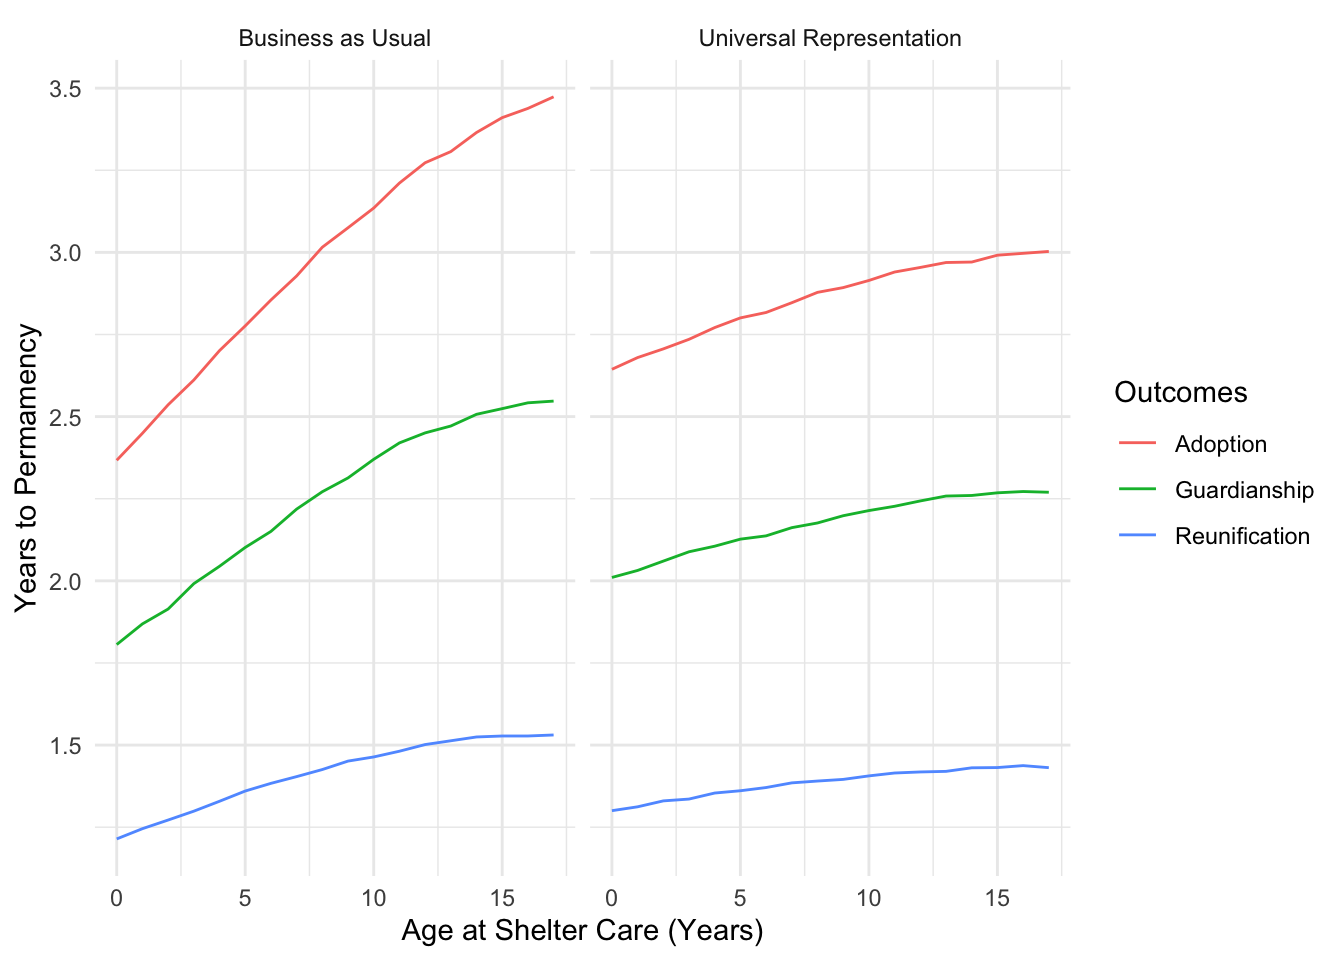 Business as Usual
Universal Representation
3.5
3.0
2.5
2.0
1.5
Years to Permamency
0
5
10
15
0
5
10
15
Age at Shelter Care (Years)
Outcomes
Adoption
Guardianship
Reunification